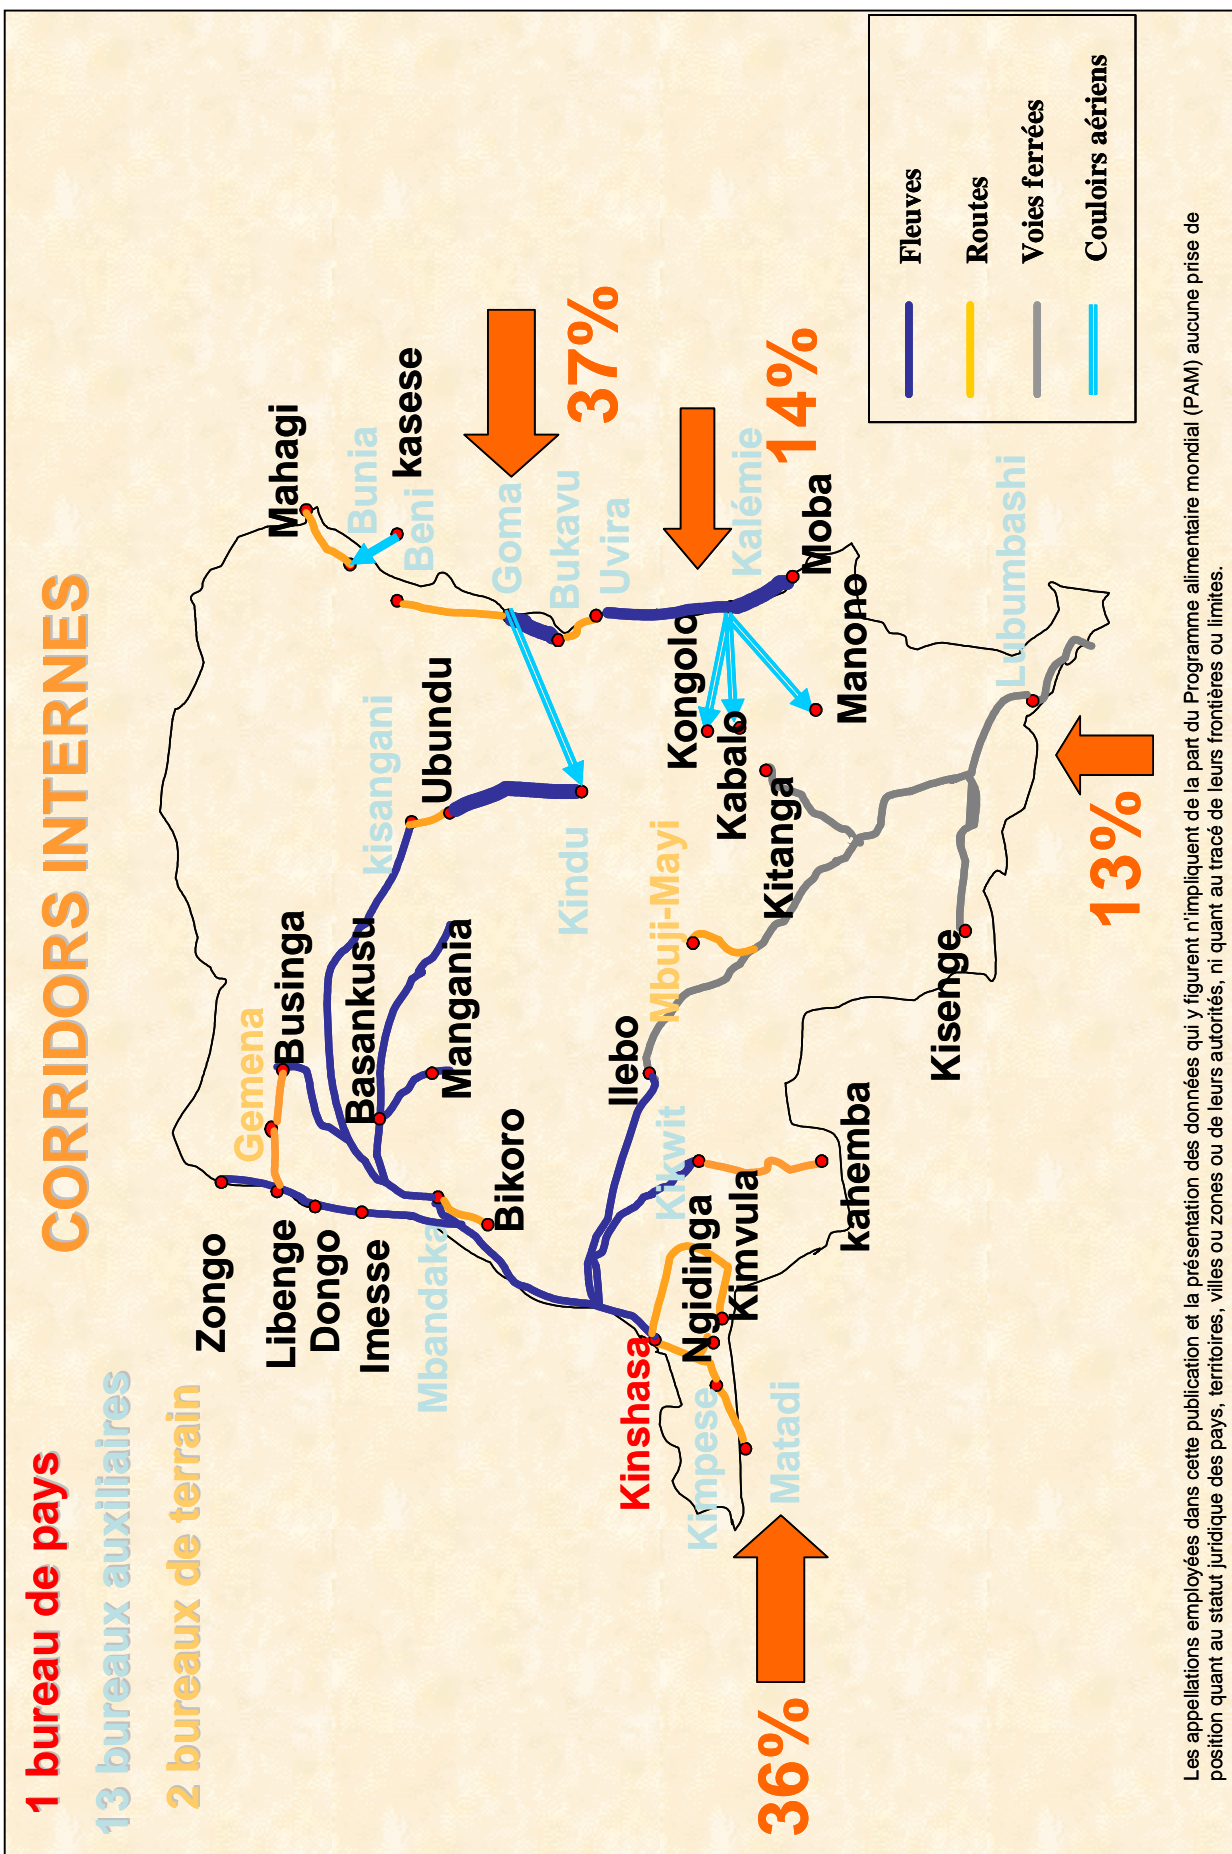 CORRIDORS INTERNES
1 bureau de pays
13 bureaux auxiliaires
2 bureaux de terrain
Zongo
Libenge
Dongo
Imesse
Mbandaka
Gemena
Businga
Basankusu
Mangania
Bikoro
kisangani
Ubundu
Kindu
Mahagi
Bunia
Beni
kasese
Goma
Bukavu
Uvira
37%
Kalémie
14%
Moba
Kongolo
Kabalo
Manono
Kitanga
Mbuji-Mayi
Ilebo
Kikwit
Kinshasa
Ngidinga
Kimvula
kahemba
Kimpese
Matadi
36%
Kisenge
Lubumbashi
13%
Fleuves
Routes
Voies ferrées
Couloirs aériens
Les appellations employées dans cette publication et la présentation des données qui y figurent n'impliquent de la part du Programme alimentaire mondial (PAM) aucune prise de
position quant au statut juridique des pays, territoires, villes ou zones ou de leurs autorités, ni quant au tracé de leurs frontières ou limites.